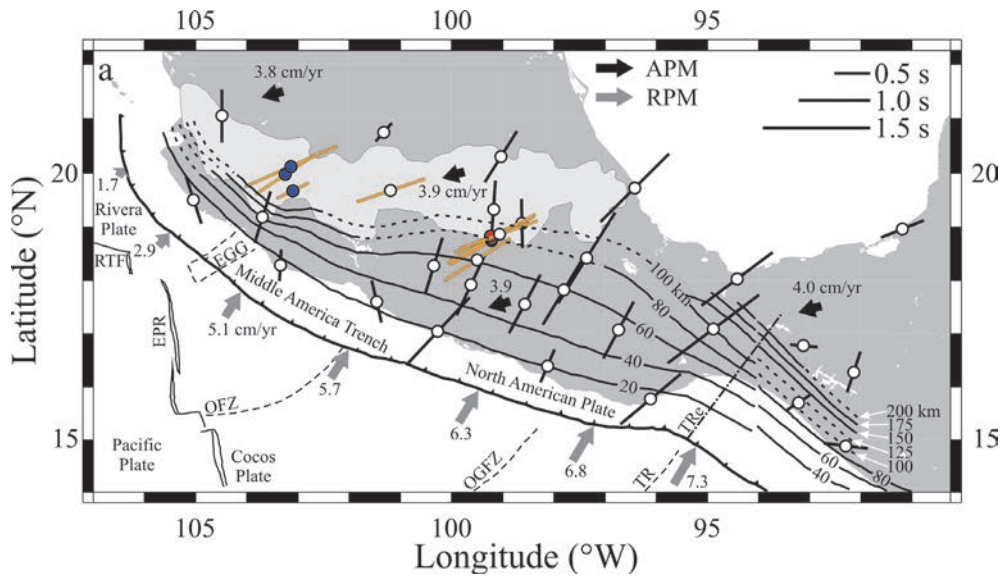 105
100
95
a
3.8 cm/yr
APM
RPM
0.5 s
1.0 s
1.5 s
20
20
3.9 cm/yr
1.7
Rivera Plate
RTF
2.9
EGG
100 km
80
60
40
20
4.0 cm/yr
3.9
Middle America Trench
5.1 cm/yr
EPR
OFZ
5.7
North American Plate
6.3
6.8
7.3
OGFZ
TR
TRe
200 km
175
150
125
100
80
60
40
15
15
Pacific Plate
Cocos Plate
Latitude (°N)
105
100
95
Longitude (°W)